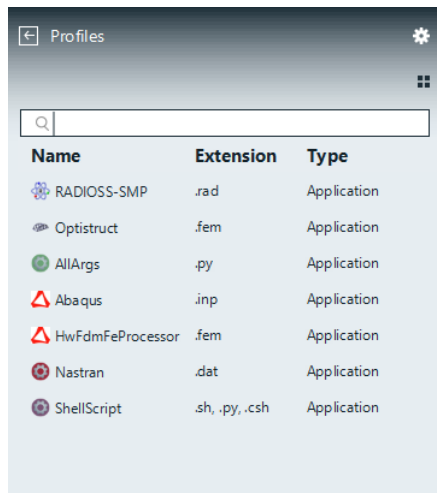 Profiles
Name Extension Type
RADIOSS-SMP .rad Application
Optistruct .fem Application
AllArgs .py Application
Abaqus .inp Application
HwFdmFeProcessor .fem Application
Nastran .dat Application
ShellScript .sh, .py, .csh Application